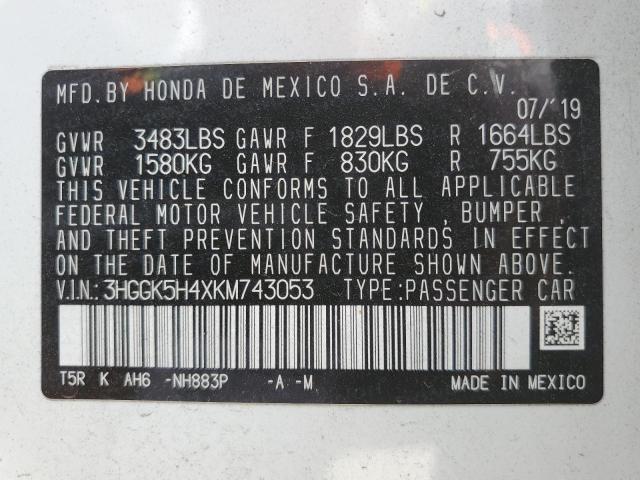 MFD. BY HONDA DE MEXICO S.A. DE C.V.
07/'19
GVWR 3483LBS GAWR F 1829LBS R 1664LBS
GVWR 1580KG GAWR F 830KG R 755KG
THIS VEHICLE CONFORMS TO ALL APPLICABLE
FEDERAL MOTOR VEHICLE SAFETY , BUMPER ,
AND THEFT PREVENTION STANDARDS IN EFFECT
ON THE DATE OF MANUFACTURE SHOWN ABOVE.
V.I.N.: 3HGGK5H4XKM743053 TYPE: PASSENGER CAR
T5R K AH6 -NH883P -A -M MADE IN MEXICO